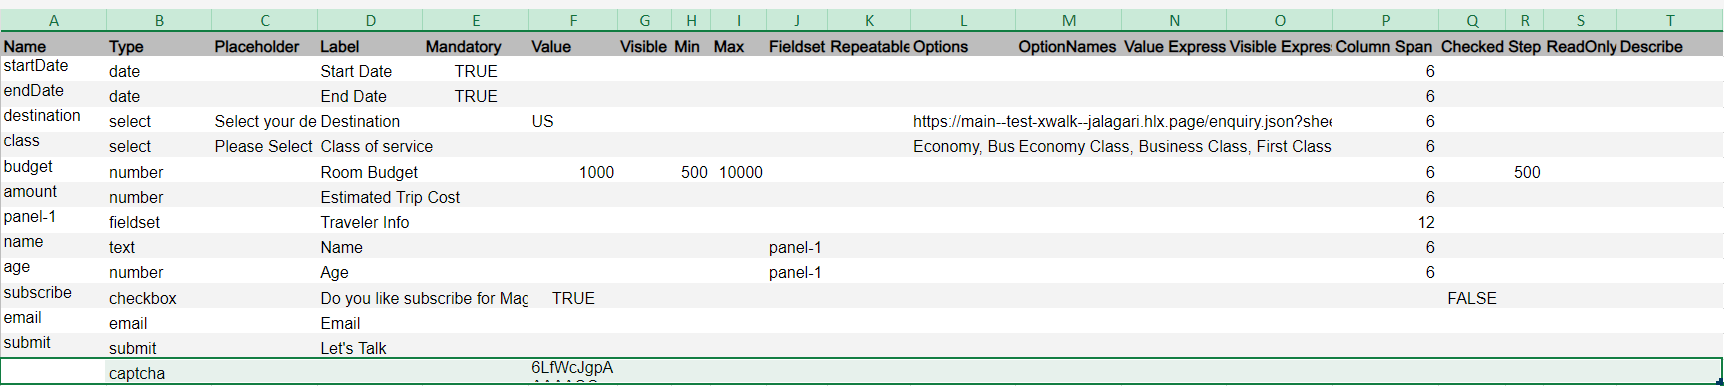 A B C D E F G H I J K L M N O P Q R S T
Name Type Placeholder Label Mandatory Value Visible Min Max Fieldset Repeatable Options OptionNames Value Express Visible Expres Column Span Checked Step ReadOnly Describe
startDate date Start Date TRUE 6
endDate date End Date TRUE 6
destination select Select your de Destination US https://main--test-xwalk--jalagari.hlx.page/enquiry.json?shee 6
class select Please Select Class of service Economy, Bus Economy Class, Business Class, First Class 6
budget number Room Budget 1000 500 10000 6 500
amount number Estimated Trip Cost 6
panel-1 fieldset Traveler Info 12
name text Name panel-1 6
age number Age panel-1 6
subscribe checkbox Do you like subscribe for Mag TRUE FALSE
email email Email
submit submit Let's Talk
captcha 6LfWcJgpA